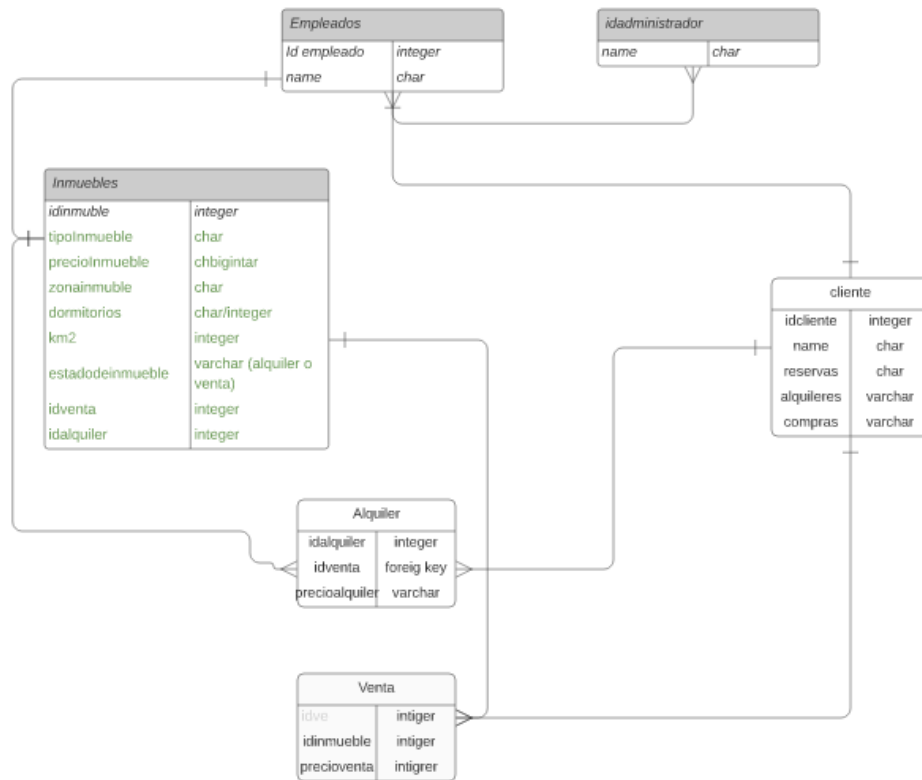 Empleados
Id empleado integer
name char
idadministrador
name char
Inmuebles
idinmuble integer
tipoInmueble char
precioInmueble chbigintar
zonainmuble char
dormitorios char/integer
km2 integer
estadodeinmueble varchar (alquiler o
venta)
idventa integer
idalquiler integer
cliente
idcliente integer
name char
reservas char
alquileres varchar
compras varchar
Alquiler
idalquiler integer
idventa foreig key
precioalquiler varchar
Venta
idve intiger
idinmueble intiger
precioventa intigrer